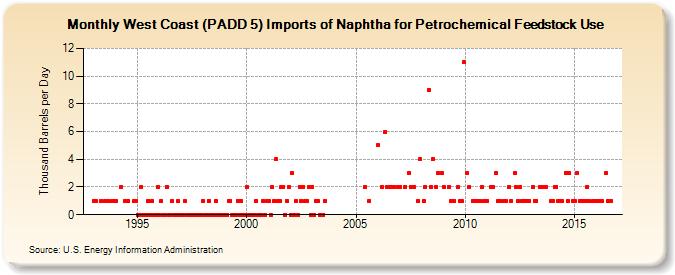 Monthly West Coast (PADD 5) Imports of Naphtha for Petrochemical Feedstock Use
Thousand Barrels per Day
12
10
8
6
4
2
0
1995 2000 2005 2010 2015
Source: U.S. Energy Information Administration